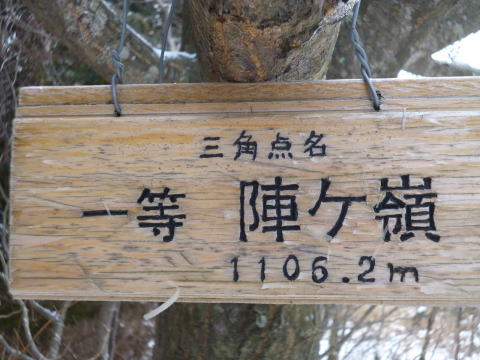 三角点名
一等 陣ケ嶺
1106.2m